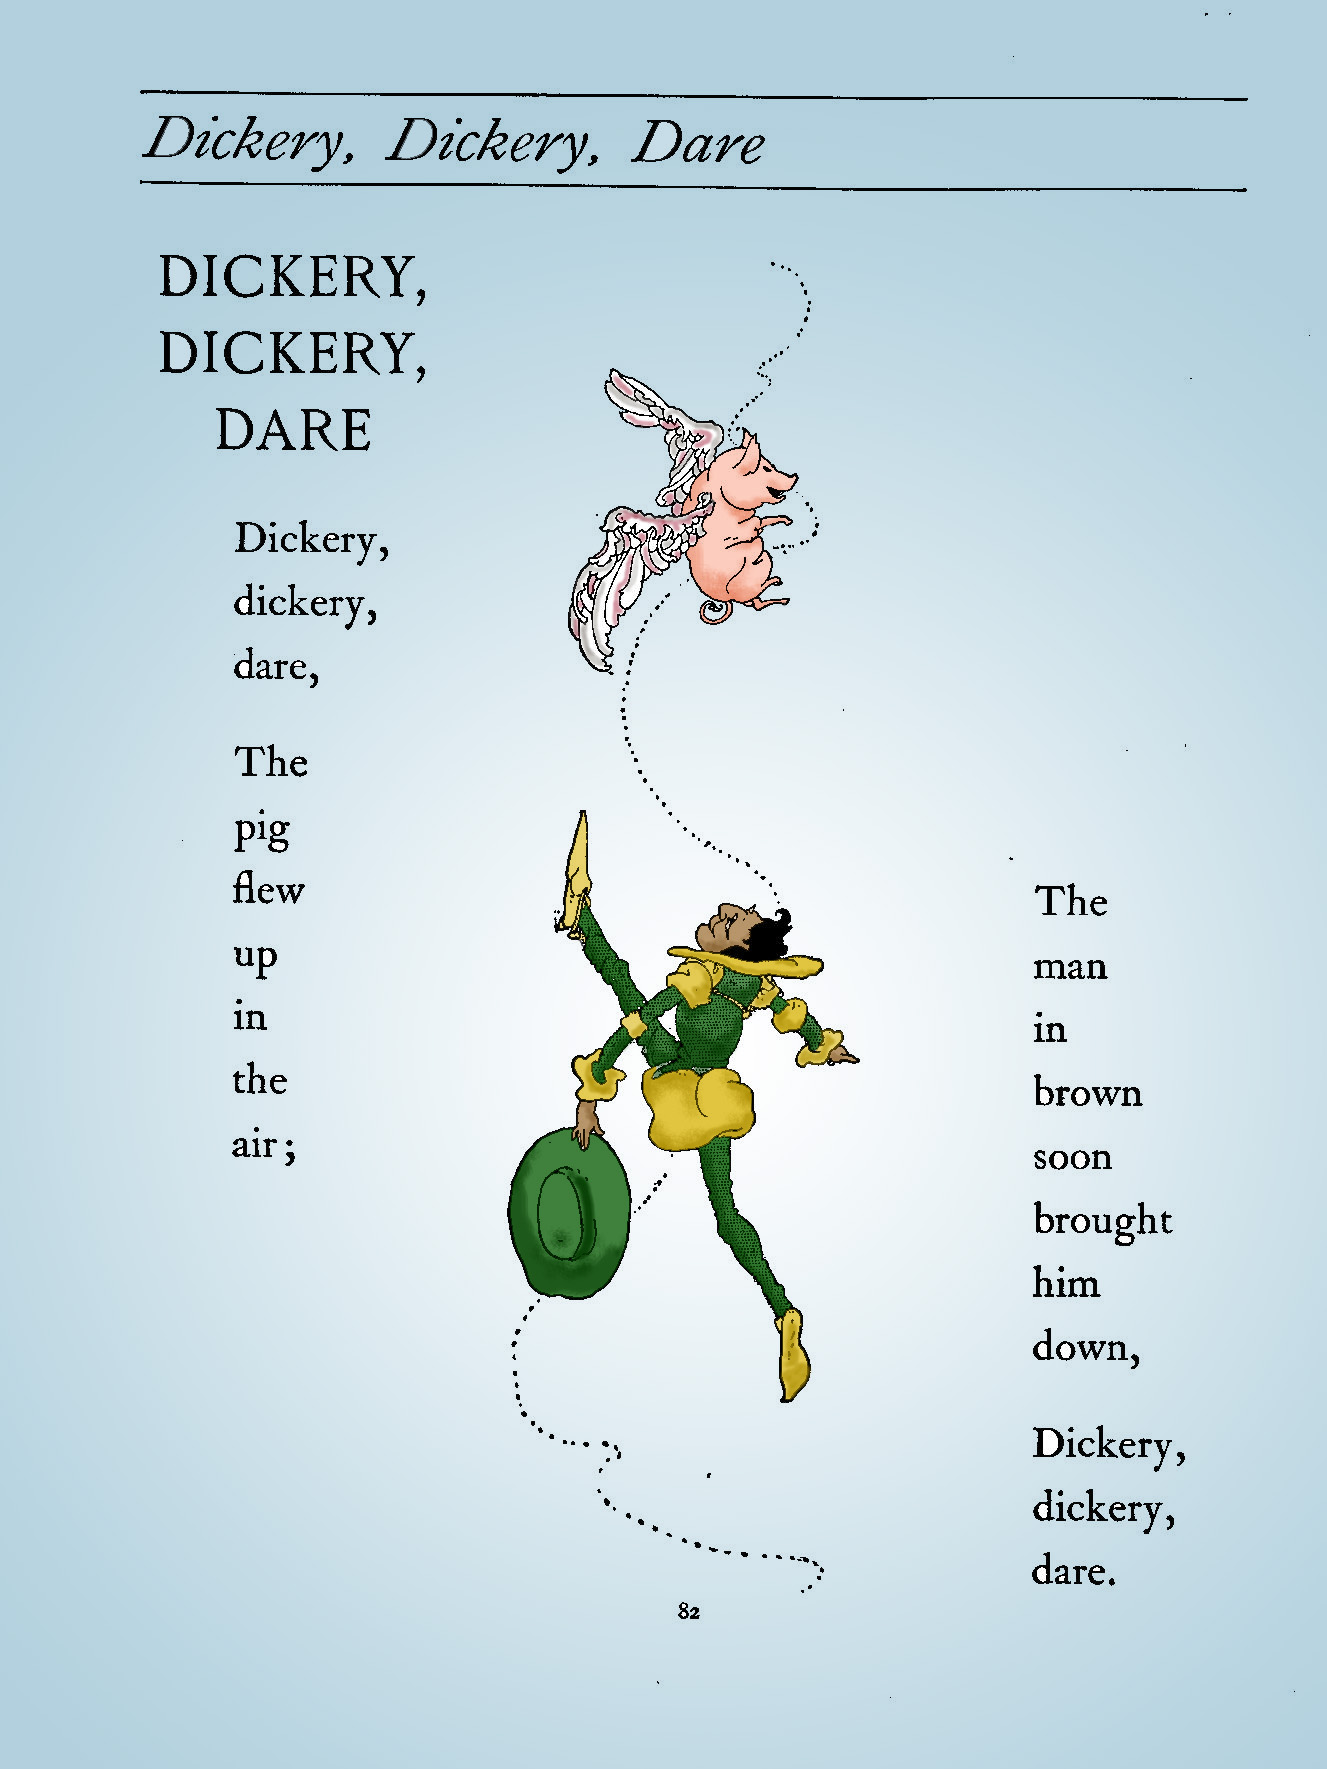 Dickery, Dickery, Dare
DICKERY,
DICKERY,
DARE
Dickery,
dickery,
dare,
The
pig
flew
up
in
the
air;
The
man
in
brown
soon
brought
him
down,
Dickery,
dickery,
dare.
82